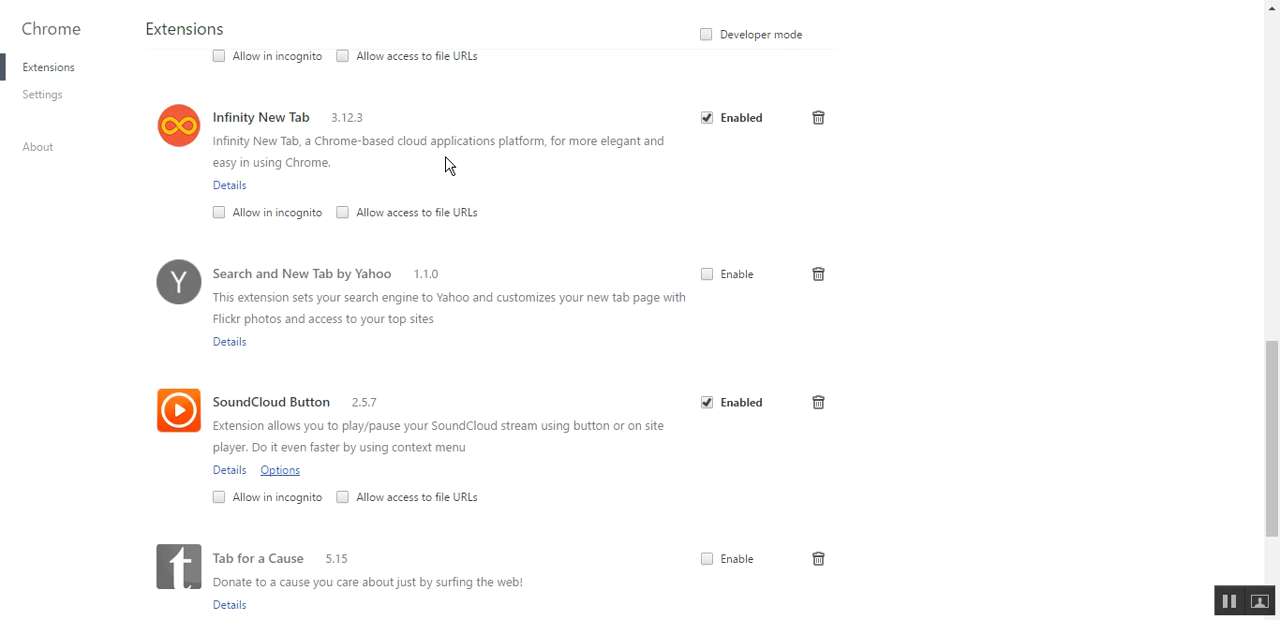 Chrome
Extensions
Developer mode
Extensions
Settings
About
Allow in incognito Allow access to file URLs
Infinity New Tab 3.12.3 Enabled
Infinity New Tab, a Chrome-based cloud applications platform, for more elegant and
easy in using Chrome.
Details
Allow in incognito Allow access to file URLs
Y
Search and New Tab by Yahoo 1.1.0 Enable
This extension sets your search engine to Yahoo and customizes your new tab page with
Flickr photos and access to your top sites
Details
SoundCloud Button 2.5.7 Enabled
Extension allows you to play/pause your SoundCloud stream using button or on site
player. Do it even faster by using context menu
Details Options
Allow in incognito Allow access to file URLs
t
Tab for a Cause 5.15 Enable
Donate to a cause you care about just by surfing the web!
Details